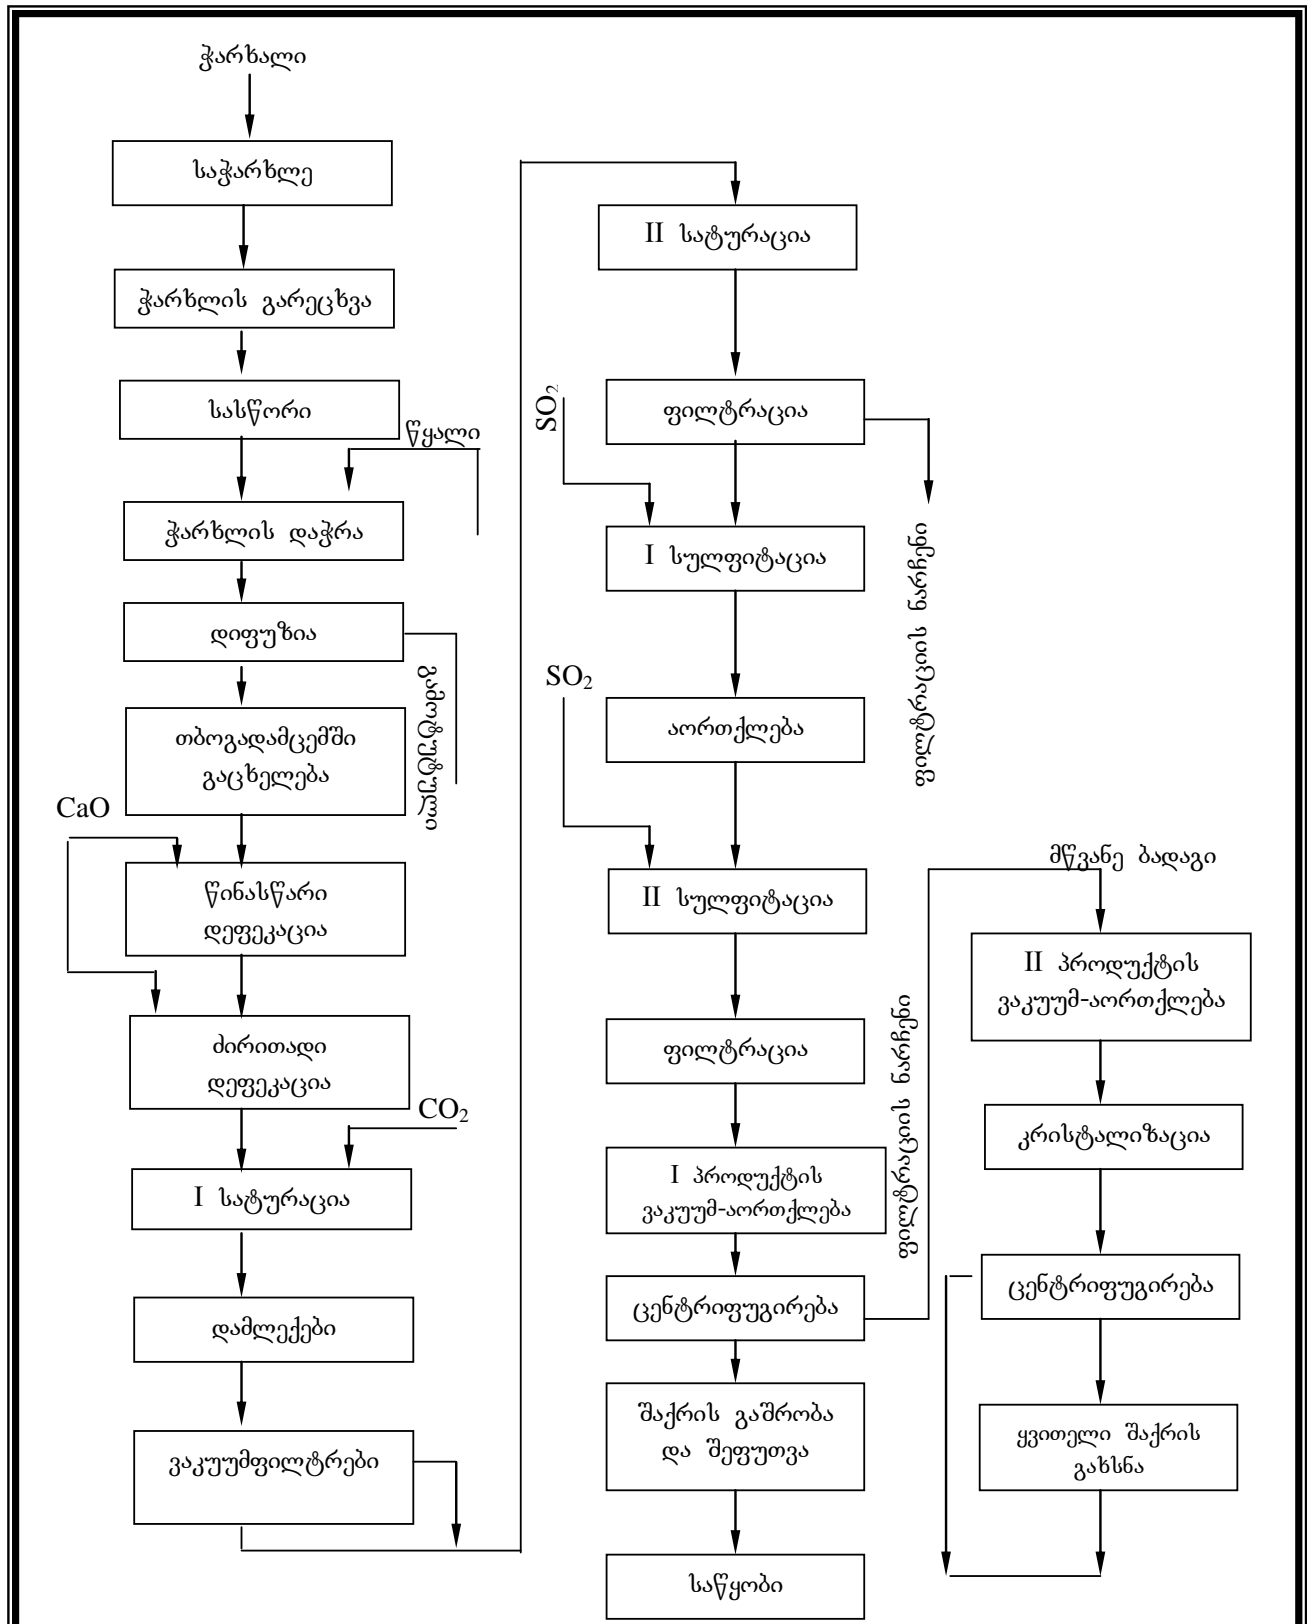 ჭარხალი
საჭარხლე
ჭარხლის გარეცხვა
სასწორი
წყალი
ჭარხლის დაჭრა
დიფუზია
გამოწურული
თბოგადამცემში
გაცხელება
CaO
წინასწარი
დეფეკაცია
ძირითადი
დეფეკაცია
CO₂
I სატურაცია
დამლექები
ვაკუუმფილტრები
II სატურაცია
SO₂
ფილტრაცია
ფილტრაციის ნარჩენი
I სულფიტაცია
SO₂
აორთქლება
II სულფიტაცია
ფილტრაცია
ფილტრაციის ნარჩენი
I პროდუქტის
ვაკუუმ-აორთქლება
ცენტრიფუგირება
შაქრის გაშრობა
და შეფუთვა
საწყობი
მწვანე ბადაგი
II პროდუქტის
ვაკუუმ-აორთქლება
კრისტალიზაცია
ცენტრიფუგირება
ყვითელი შაქრის
გახსნა